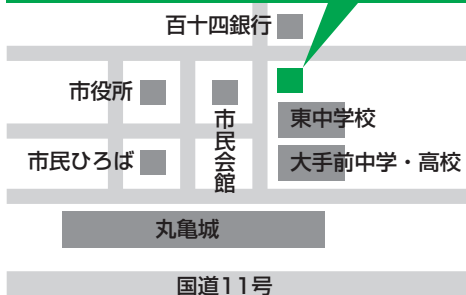 百十四銀行
市役所
市民会館
東中学校
市民ひろば
大手前中学・高校
丸亀城
国道11号